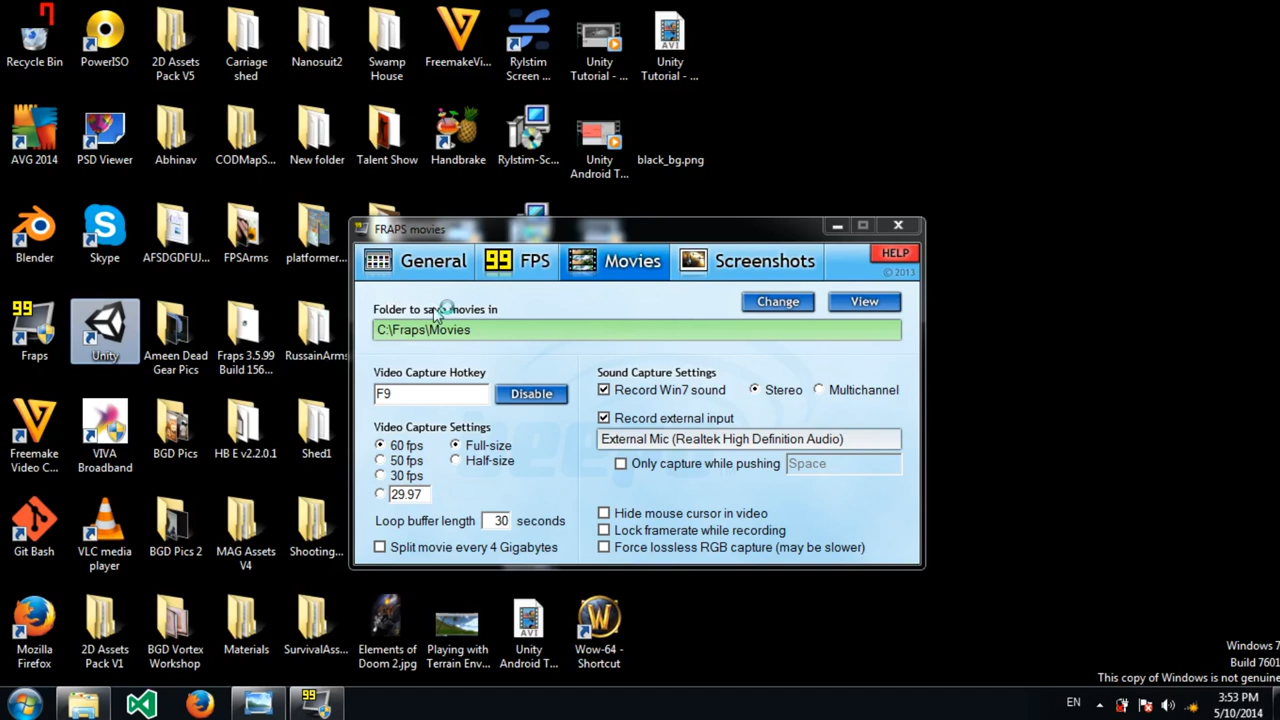 Recycle Bin
PowerISO
2D Assets
Pack V5
Carriage
shed
Nanosuit2
Swamp
House
FreemakeVi...
Rylstim
Screen ...
Unity
Tutorial - ...
AVI
Unity
Tutorial - ...
AVG 2014
PSD Viewer
Abhinav
CODMapS...
New folder
Talent Show
Handbrake
Rylstim-Sc...
Unity
Android T...
black_bg.png
Blender
Skype
AFSDGDFUJ...
FPSArms
platformer...
99
Fraps
Unity
Ameen Dead
Gear Pics
Fraps 3.5.99
Build 156...
RussainArm...
Freemake
Video C...
VIVA
Broadband
BGD Pics
HB E v2.2.0.1
Shed1
Git Bash
VLC media
player
BGD Pics 2
MAG Assets
V4
Shooting...
Mozilla
Firefox
2D Assets
Pack V1
BGD Vortex
Workshop
Materials
SurvivalAss...
Elements of
Doom 2.jpg
Playing with
Terrain Env...
AVI
Unity
Android T...
Wow-64 -
Shortcut
99 FRAPS movies
General
99 FPS
Movies
Screenshots
HELP
© 2013
Folder to save movies in
Change
View
C:\Fraps\Movies
Video Capture Hotkey
F9
Disable
Video Capture Settings
60 fps
50 fps
30 fps
29.97
Full-size
Half-size
Loop buffer length 30 seconds
Split movie every 4 Gigabytes
Sound Capture Settings
Record Win7 sound
Stereo
Multichannel
Record external input
External Mic (Realtek High Definition Audio)
Only capture while pushing
Space
Hide mouse cursor in video
Lock framerate while recording
Force lossless RGB capture (may be slower)
Windows 7
Build 7601
This copy of Windows is not genuine
99
EN
3:53 PM
5/10/2014